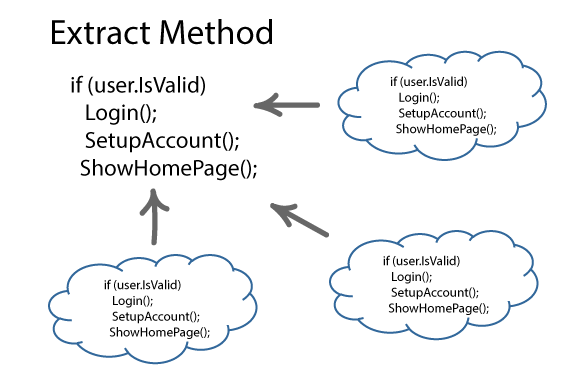 Extract Method
if (user.IsValid)
Login();
SetupAccount();
ShowHomePage();
if (user.IsValid)
Login();
SetupAccount();
ShowHomePage();
if (user.IsValid)
Login();
SetupAccount();
ShowHomePage();
if (user.IsValid)
Login();
SetupAccount();
ShowHomePage();